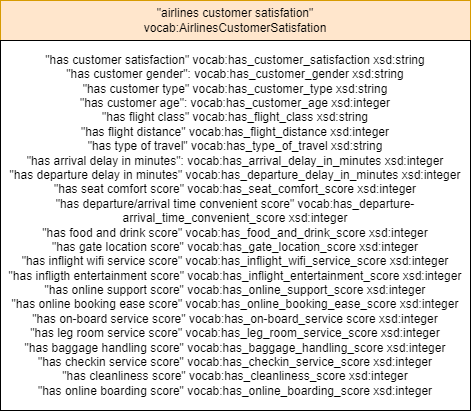 "airlines customer satisfation"
vocab:AirlinesCustomerSatisfation
"has customer satisfaction" vocab:has_customer_satisfaction xsd:string
"has customer gender": vocab:has_customer_gender xsd:string
"has customer type" vocab:has_customer_type xsd:string
"has customer age": vocab:has_customer_age xsd:integer
"has flight class" vocab:has_flight_class xsd:string
"has flight distance" vocab:has_flight_distance xsd:integer
"has type of travel" vocab:has_type_of_travel xsd:string
"has arrival delay in minutes": vocab:has_arrival_delay_in_minutes xsd:integer
"has departure delay in minutes" vocab:has_departure_delay_in_minutes xsd:integer
"has seat comfort score" vocab:has_seat_comfort_score xsd:integer
"has departure/arrival time convenient score" vocab:has_departure-
arrival_time_convenient_score xsd:integer
"has food and drink score" vocab:has_food_and_drink_score xsd:integer
"has gate location score" vocab:has_gate_location_score xsd:integer
"has inflight wifi service score" vocab:has_inflight_wifi_service_score xsd:integer
"has infligth entertainment score" vocab:has_inflight_entertainment_score xsd:integer
"has online support score" vocab:has_online_support_score xsd:integer
"has online booking ease score" vocab:has_online_booking_ease_score xsd:integer
"has on-board service score" vocab:has_on-board_service score xsd:integer
"has leg room service score" vocab:has_leg_room_service_score xsd:integer
"has baggage handling score" vocab:has_baggage_handling_score xsd:integer
"has checkin service score" vocab:has_checkin_service_score xsd:integer
"has cleanliness score" vocab:has_cleanliness_score xsd:integer
"has online boarding score" vocab:has_online_boarding_score xsd:integer